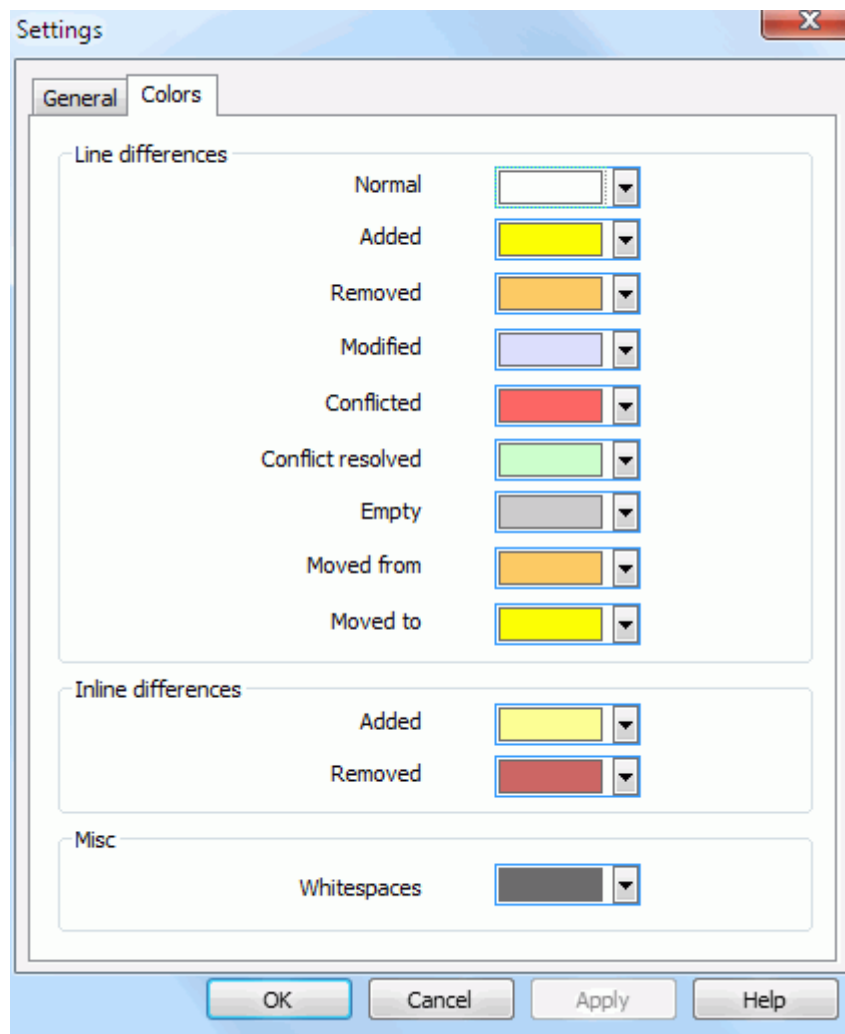 Settings
General
Colors
Line differences
Normal
Added
Removed
Modified
Conflicted
Conflict resolved
Empty
Moved from
Moved to
Inline differences
Added
Removed
Misc
Whitespaces
OK
Cancel
Apply
Help